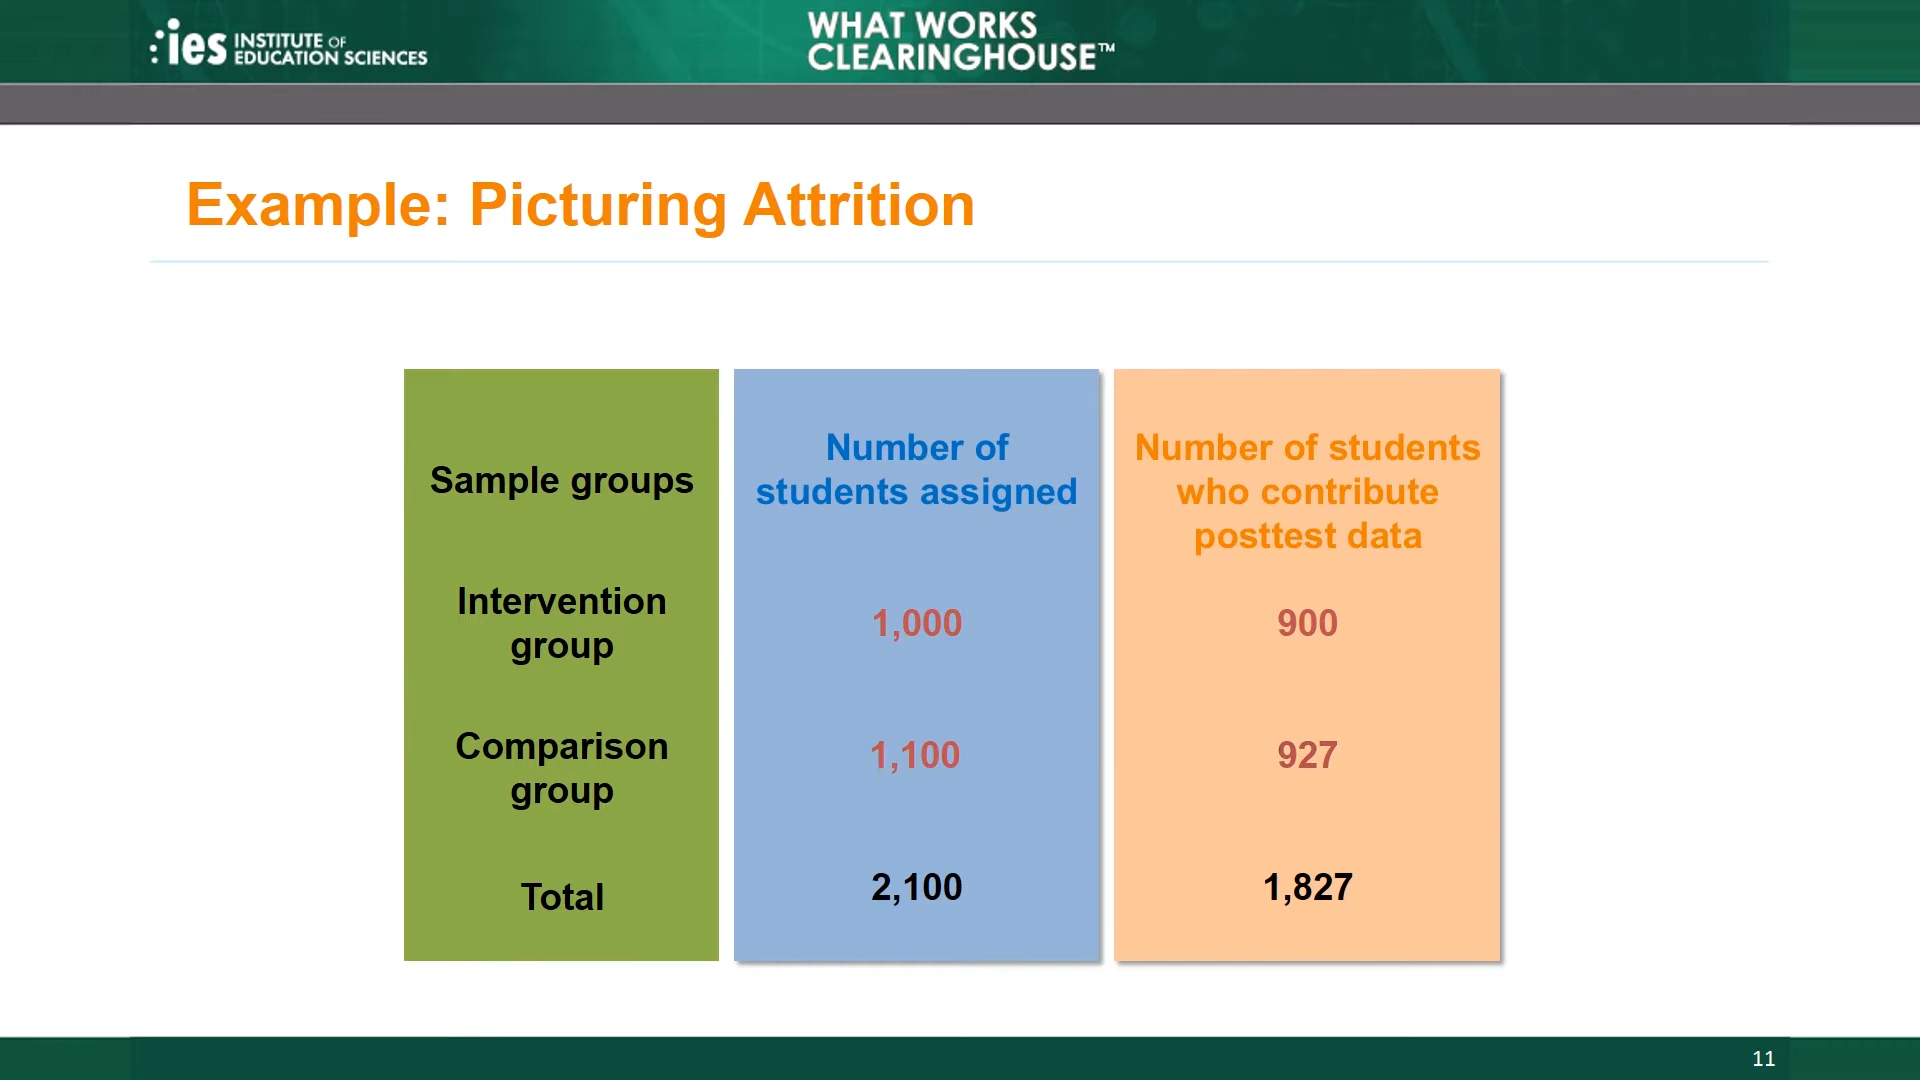 ies INSTITUTE OF
EDUCATION SCIENCES
WHAT WORKS
CLEARINGHOUSE™
Example: Picturing Attrition
Sample groups
Number of
students assigned
Number of students
who contribute
posttest data
Intervention
group
1,000
900
Comparison
group
1,100
927
Total
2,100
1,827
11